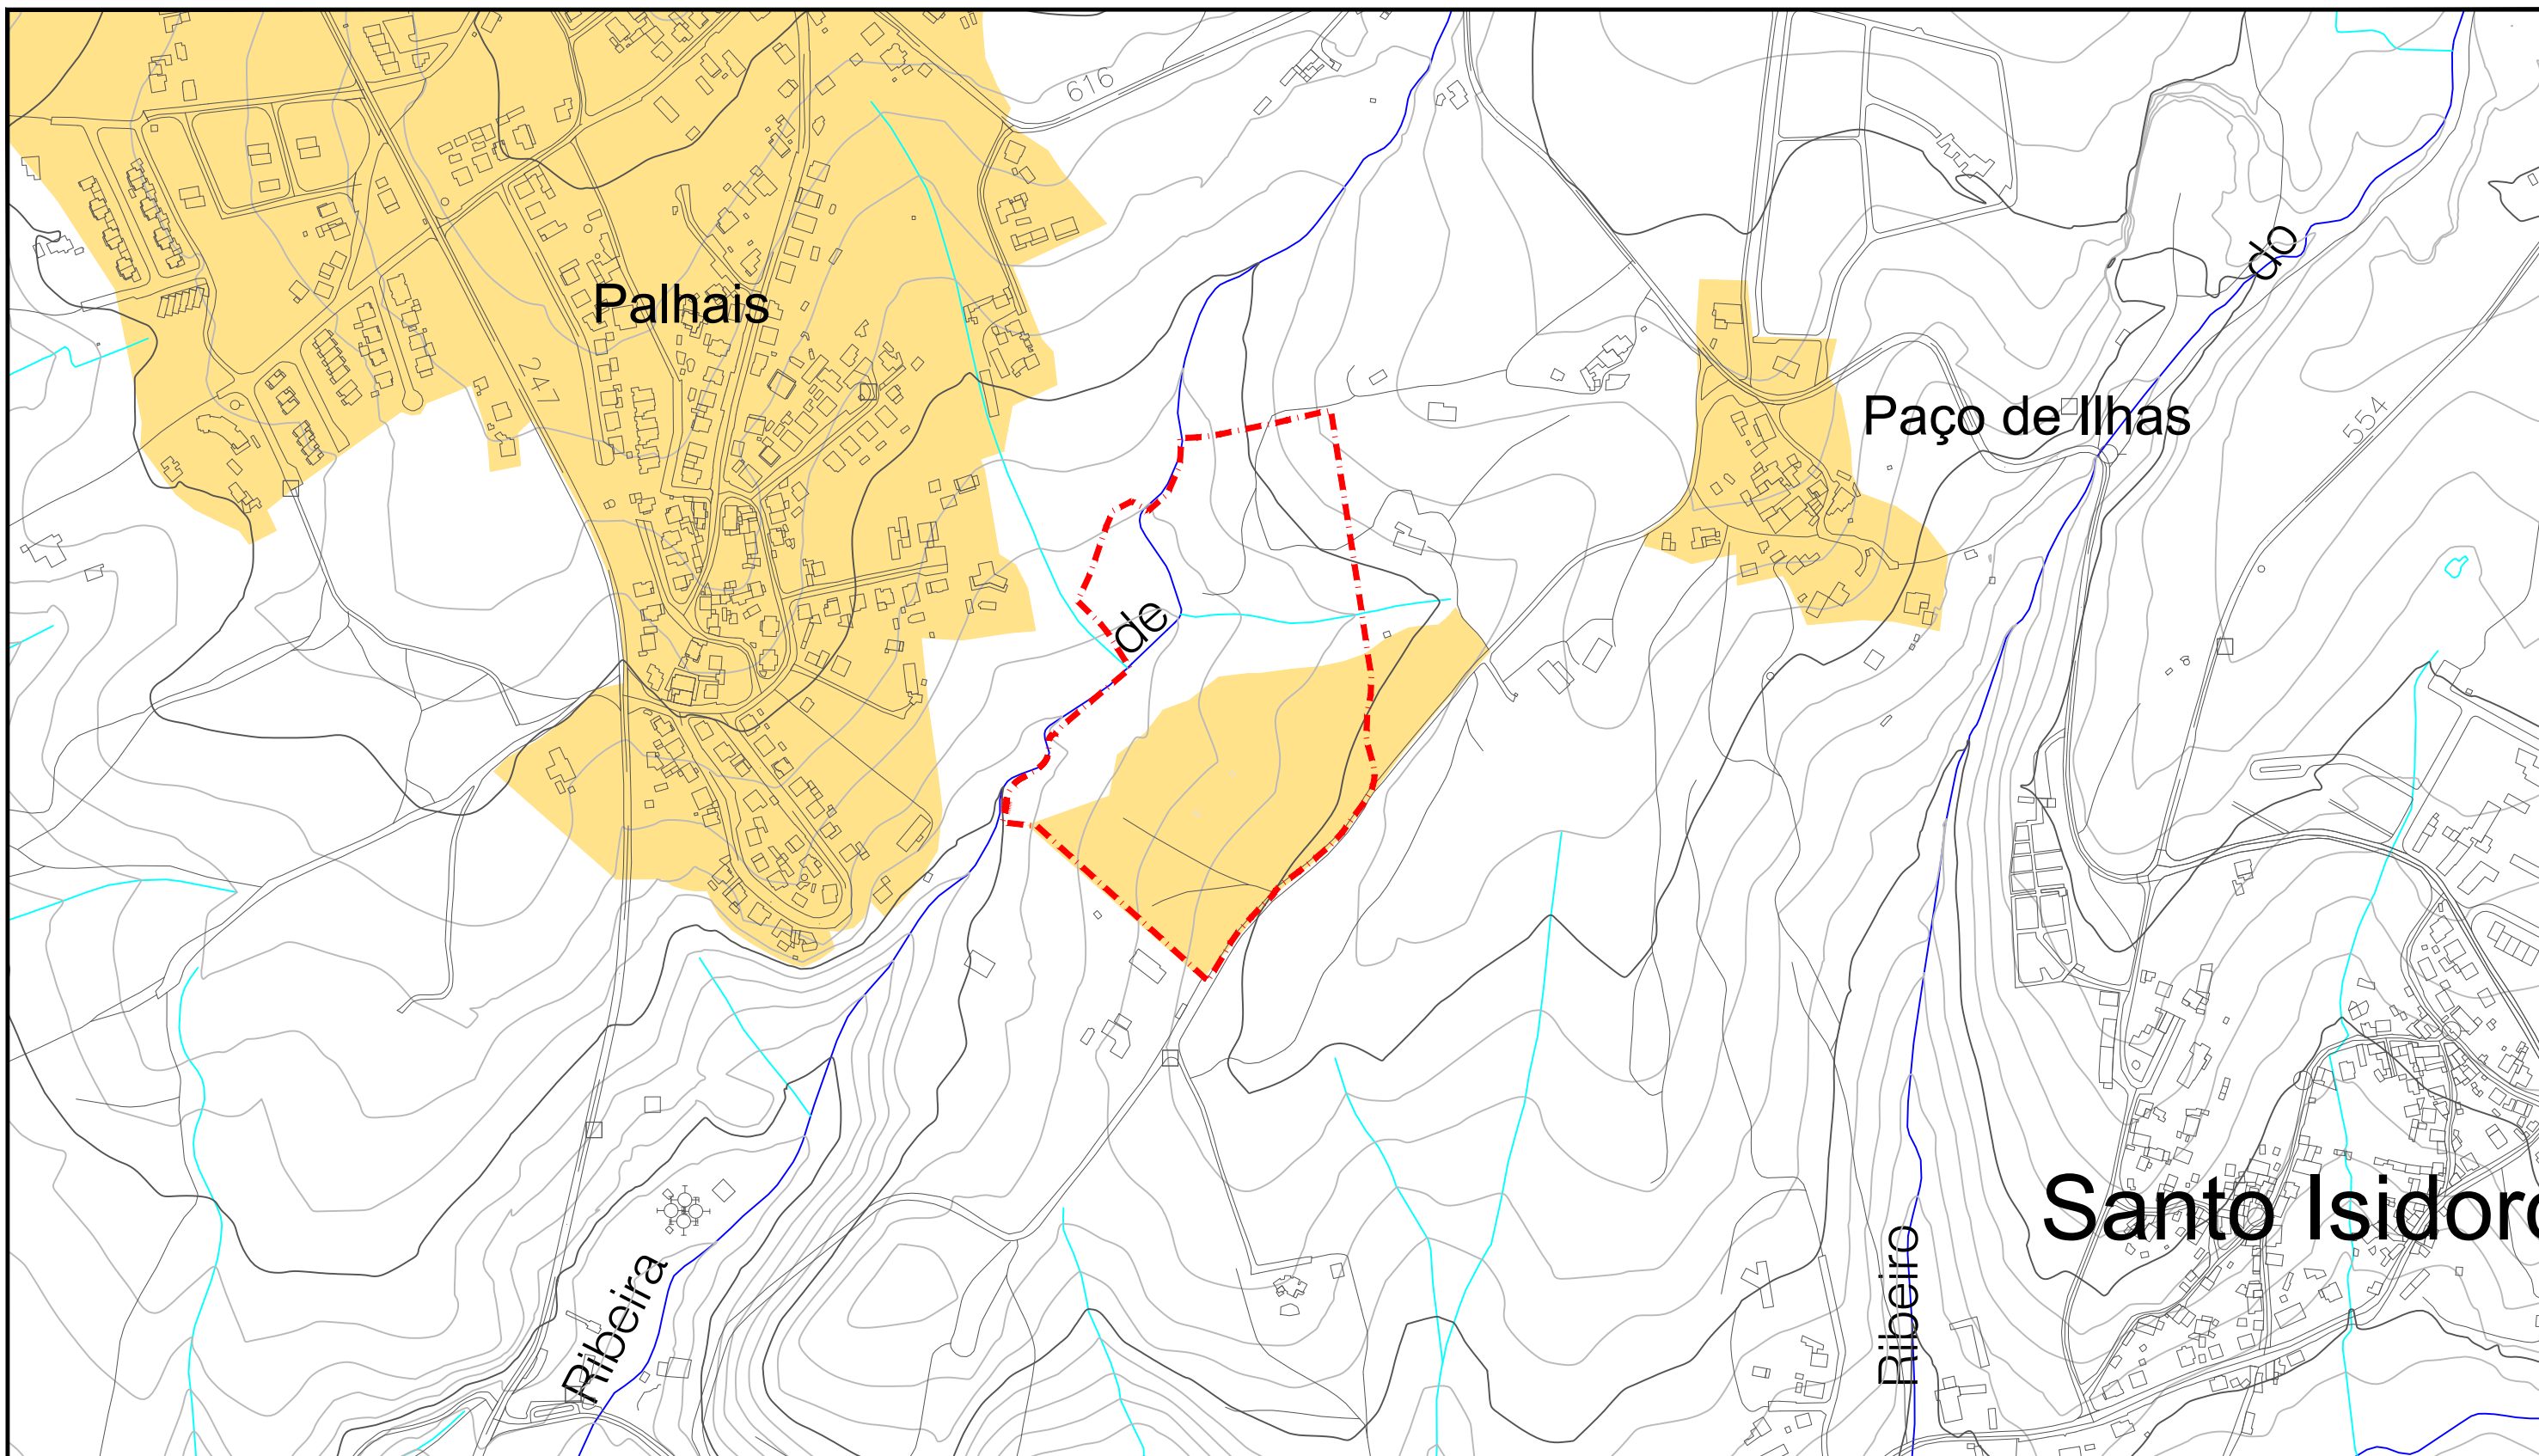 616
do
Palhais
247
Paço de Ilhas
554
de
Santo Isidoro
Ribeira
Ribeiro